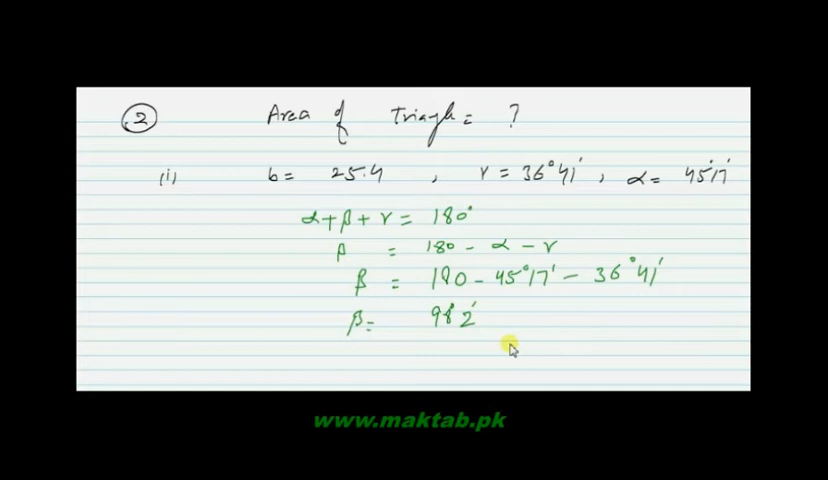 2 Area of Triagle = ?
(i) b = 25.4 , γ = 36°41' , α = 45°17'
α + β + γ = 180°
β = 180 - α - γ
β = 180 - 45°17' - 36°41'
β = 98°2'
www.maktab.pk